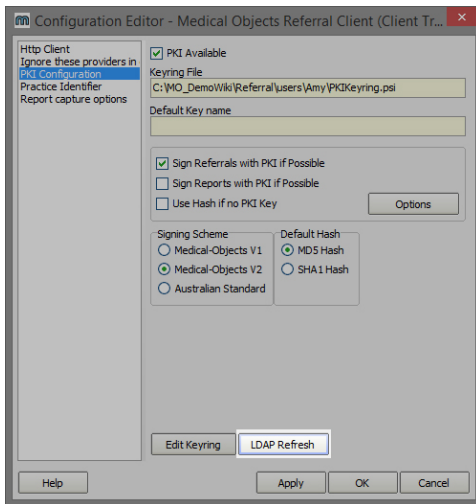 Configuration Editor - Medical Objects Referral Client (Client Tr...
Http Client
Ignore these providers in
PKI Configuration
Practice Identifier
Report capture options
PKI Available
Keyring File
C:\MO_DemoWiki\Referral\users\Amy\PKIKeyring.psi
Default Key name
Sign Referrals with PKI if Possible
Sign Reports with PKI if Possible
Use Hash if no PKI Key
Options
Signing Scheme
Medical-Objects V1
Medical-Objects V2
Australian Standard
Default Hash
MD5 Hash
SHA1 Hash
Edit Keyring
LDAP Refresh
Help
Apply
OK
Cancel